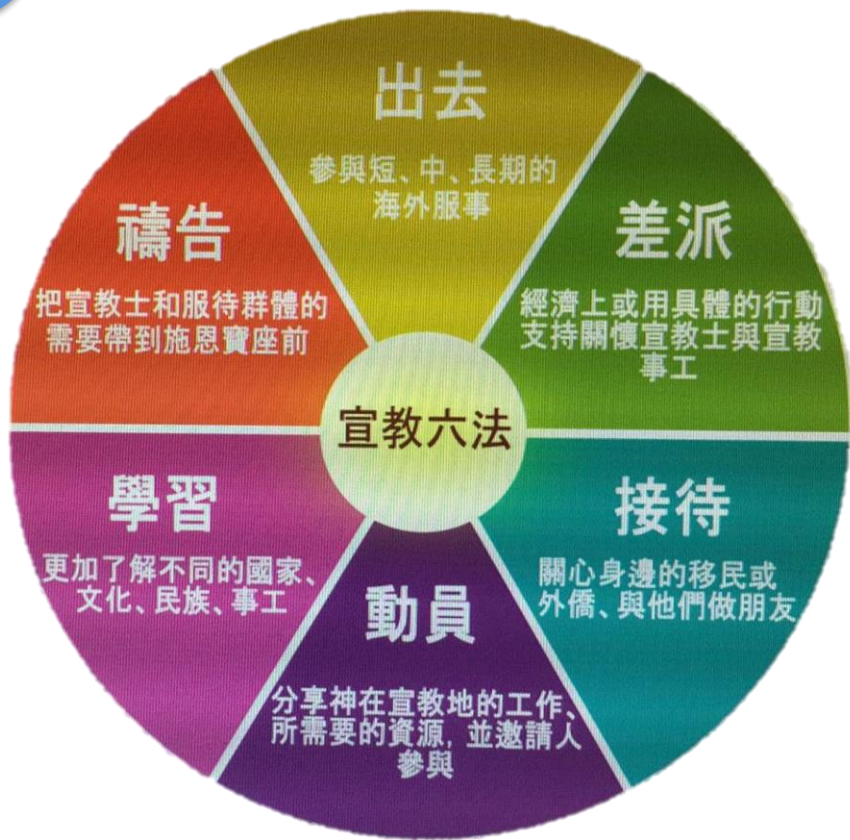 宣教六法
出去
參與短、中、長期的
海外服事
差派
經濟上或用具體的行動
支持關懷宣教士與宣教
事工
接待
關心身邊的移民或
外僑、與他們做朋友
動員
分享神在宣教地的工作、
所需要的資源, 並邀請人
參與
學習
更加了解不同的國家、
文化、民族、事工
禱告
把宣教士和服待群體的
需要帶到施恩寶座前